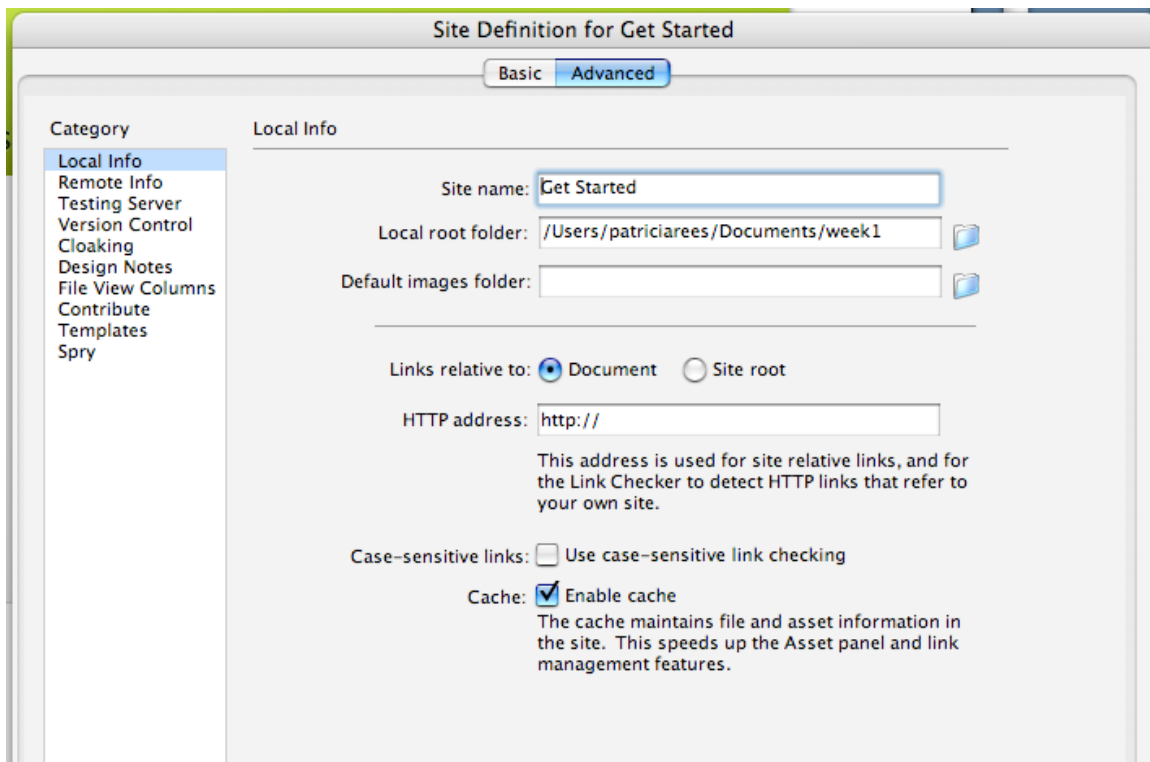 Site Definition for Get Started
Basic Advanced
Category
Local Info
Remote Info
Testing Server
Version Control
Cloaking
Design Notes
File View Columns
Contribute
Templates
Spry
Local Info
Site name: Get Started
Local root folder: /Users/patriciarees/Documents/week1
Default images folder:
Links relative to: Document Site root
HTTP address: http://
This address is used for site relative links, and for
the Link Checker to detect HTTP links that refer to
your own site.
Case-sensitive links: Use case-sensitive link checking
Cache: Enable cache
The cache maintains file and asset information in
the site. This speeds up the Asset panel and link
management features.